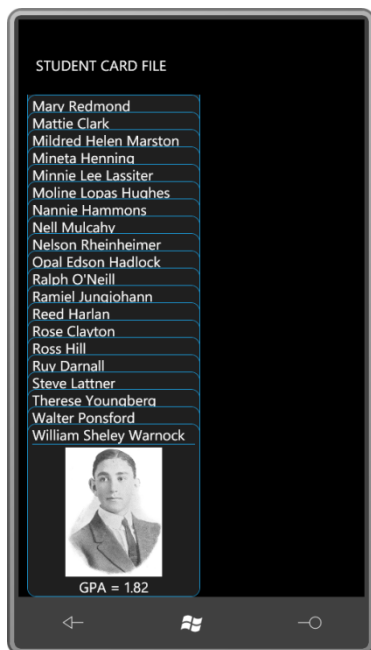 STUDENT CARD FILE
Mary Redmond
Mattie Clark
Mildred Helen Marston
Mineta Henning
Minnie Lee Lassiter
Moline Lopas Hughes
Nannie Hammons
Nell Mulcahy
Nelson Rheinheimer
Opal Edson Hadlock
Ralph O'Neill
Ramiel Jungjohann
Reed Harlan
Rose Clayton
Ross Hill
Ruy Darnall
Steve Lattner
Therese Youngberg
Walter Ponsford
William Sheley Warnock
GPA = 1.82